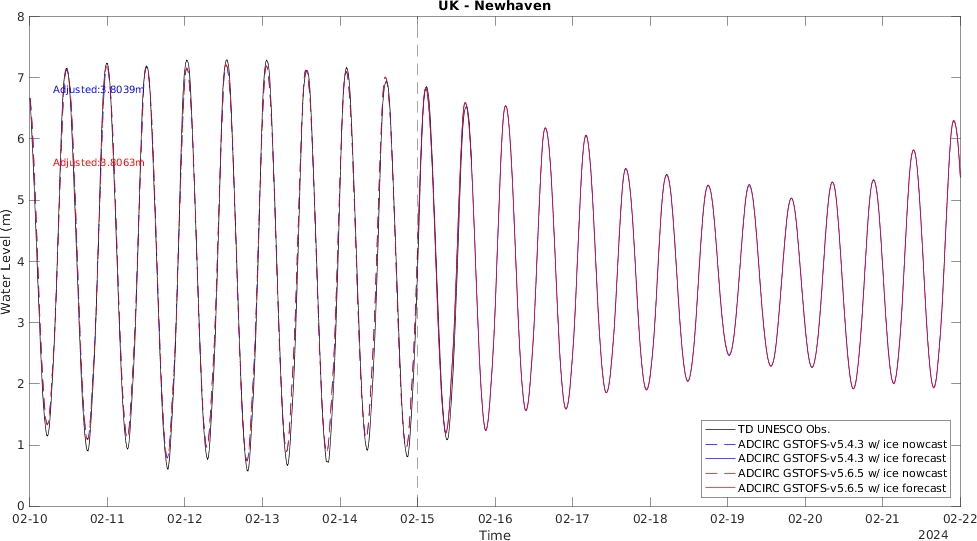 UK - Newhaven
8
7
6
5
4
3
2
1
0
Water Level (m)
Adjusted:3.8039m
Adjusted:3.8063m
TD UNESCO Obs.
ADCIRC GSTOFS-v5.4.3 w/ ice nowcast
ADCIRC GSTOFS-v5.4.3 w/ ice forecast
ADCIRC GSTOFS-v5.6.5 w/ ice nowcast
ADCIRC GSTOFS-v5.6.5 w/ ice forecast
02-10 02-11 02-12 02-13 02-14 02-15 02-16 02-17 02-18 02-19 02-20 02-21 02-22
Time
2024